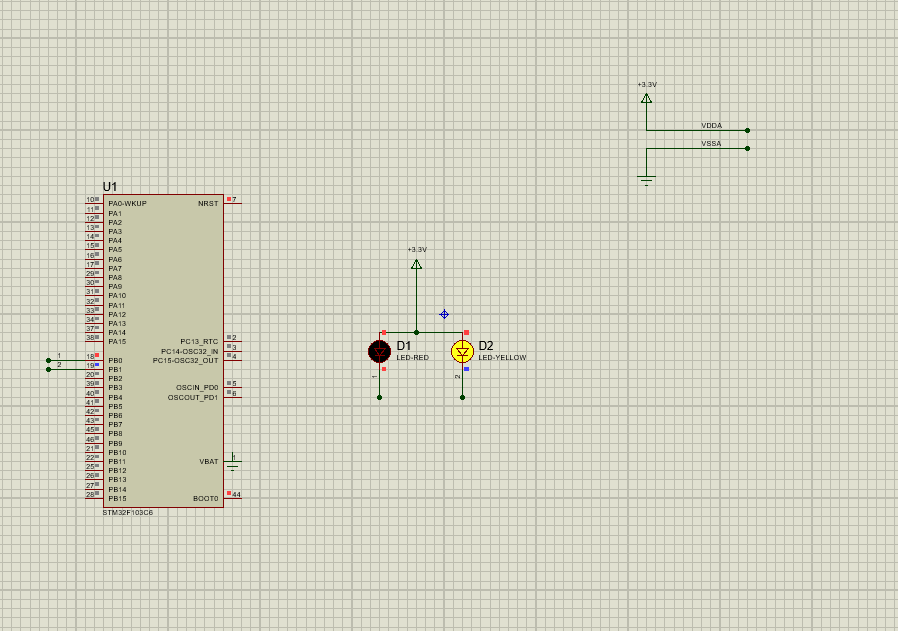 +3.3V
VDDA
VSSA
U1
10 PA0-WKUP NRST 7
11 PA1
12 PA2
13 PA3
14 PA4
15 PA5
16 PA6
17 PA7
29 PA8
30 PA9
31 PA10
32 PA11
33 PA12
34 PA13
37 PA14
38 PA15 PC13_RTC 2
PC14-OSC32_IN 3
1 18 PB0 PC15-OSC32_OUT 4
2 19 PB1
20 PB2
39 PB3 OSCIN_PD0 5
40 PB4 OSCOUT_PD1 6
41 PB5
42 PB6
43 PB7
45 PB8
46 PB9
21 PB10
22 PB11 VBAT 1
25 PB12
26 PB13
27 PB14
28 PB15 BOOT0 44
STM32F103C6
+3.3V
D1
LED-RED
1
D2
LED-YELLOW
2